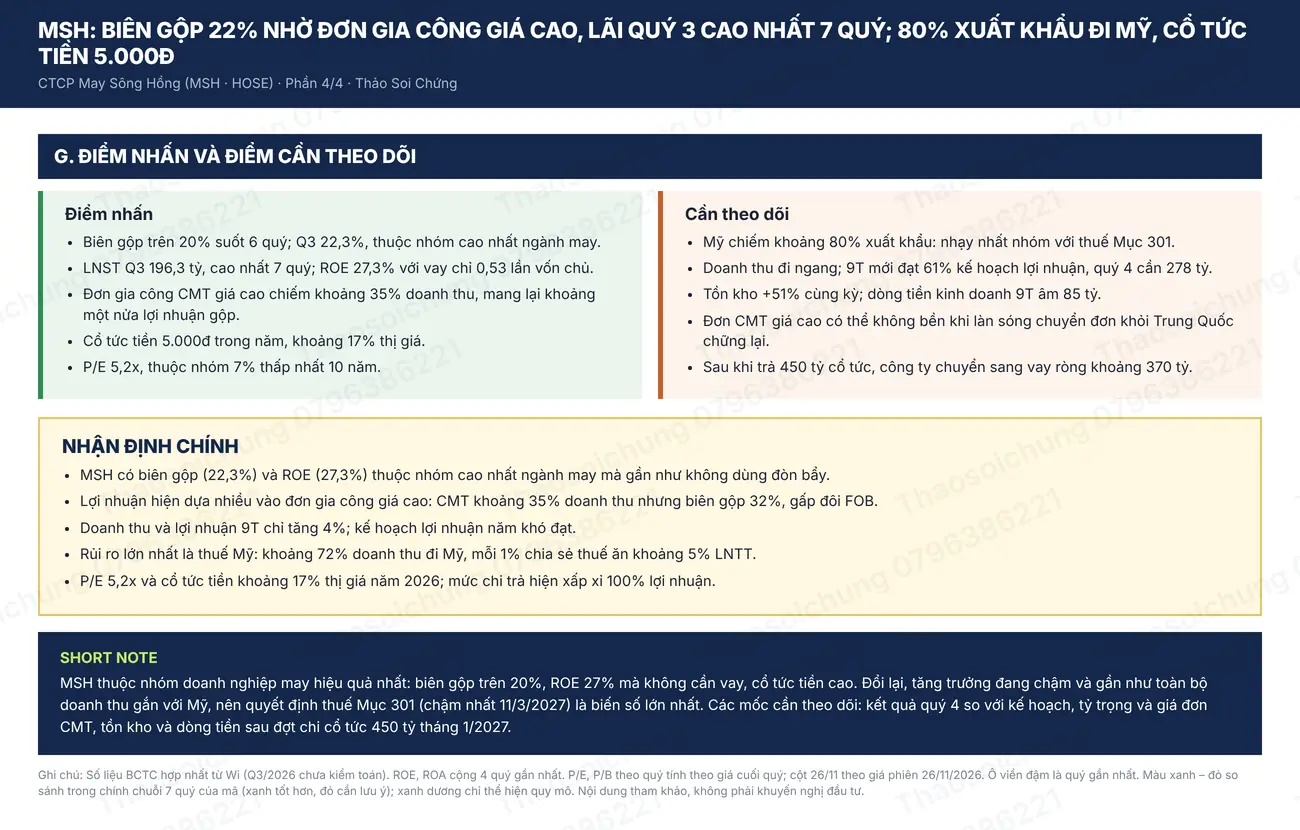 MSH: BIÊN GỘP 22% NHỜ ĐƠN GIA CÔNG GIÁ CAO, LÃI QUÝ 3 CAO NHẤT 7 QUÝ; 80% XUẤT KHẨU ĐI MỸ, CỔ TỨC
TIỀN 5.000Đ
CTCP May Sông Hồng (MSH · HOSE) · Phần 4/4 · Thảo Soi Chứng
G. ĐIỂM NHẤN VÀ ĐIỂM CẦN THEO DÕI
Điểm nhấn
• Biên gộp trên 20% suốt 6 quý; Q3 22,3%, thuộc nhóm cao nhất ngành may.
• LNST Q3 196,3 tỷ, cao nhất 7 quý; ROE 27,3% với vay chỉ 0,53 lần vốn chủ.
• Đơn gia công CMT giá cao chiếm khoảng 35% doanh thu, mang lại khoảng
một nửa lợi nhuận gộp.
• Cổ tức tiền 5.000đ trong năm, khoảng 17% thị giá.
• P/E 5,2x, thuộc nhóm 7% thấp nhất 10 năm.
Cần theo dõi
• Mỹ chiếm khoảng 80% xuất khẩu: nhạy nhất nhóm với thuế Mục 301.
• Doanh thu đi ngang; 9T mới đạt 61% kế hoạch lợi nhuận, quý 4 cần 278 tỷ.
• Tồn kho +51% cùng kỳ; dòng tiền kinh doanh 9T âm 85 tỷ.
• Đơn CMT giá cao có thể không bền khi làn sóng chuyển đơn khỏi Trung Quốc
chững lại.
• Sau khi trả 450 tỷ cổ tức, công ty chuyển sang vay ròng khoảng 370 tỷ.
NHẬN ĐỊNH CHÍNH
• MSH có biên gộp (22,3%) và ROE (27,3%) thuộc nhóm cao nhất ngành may mà gần như không dùng đòn bẩy.
• Lợi nhuận hiện dựa nhiều vào đơn gia công giá cao: CMT khoảng 35% doanh thu nhưng biên gộp 32%, gấp đôi FOB.
• Doanh thu và lợi nhuận 9T chỉ tăng 4%; kế hoạch lợi nhuận năm khó đạt.
• Rủi ro lớn nhất là thuế Mỹ: khoảng 72% doanh thu đi Mỹ, mỗi 1% chia sẻ thuế ăn khoảng 5% LNTT.
• P/E 5,2x và cổ tức tiền khoảng 17% thị giá năm 2026; mức chi trả hiện xấp xỉ 100% lợi nhuận.
SHORT NOTE
MSH thuộc nhóm doanh nghiệp may hiệu quả nhất: biên gộp trên 20%, ROE 27% mà không cần vay, cổ tức tiền cao. Đổi lại, tăng trưởng đang chậm và gần như toàn bộ
doanh thu gắn với Mỹ, nên quyết định thuế Mục 301 (chậm nhất 11/3/2027) là biến số lớn nhất. Các mốc cần theo dõi: kết quả quý 4 so với kế hoạch, tỷ trọng và giá đơn
CMT, tồn kho và dòng tiền sau đợt chi cổ tức 450 tỷ tháng 1/2027.
Ghi chú: Số liệu BCTC hợp nhất từ Wi (Q3/2026 chưa kiểm toán). ROE, ROA cộng 4 quý gần nhất. P/E, P/B theo quý tính theo giá cuối quý; cột 26/11 theo giá phiên 26/11/2026. Ô viền đậm là quý gần nhất. Màu xanh – đỏ so
sánh trong chính chuỗi 7 quý của mã (xanh tốt hơn, đỏ cần lưu ý); xanh dương chỉ thể hiện quy mô. Nội dung tham khảo, không phải khuyến nghị đầu tư.
Thaosoichung 0796386221